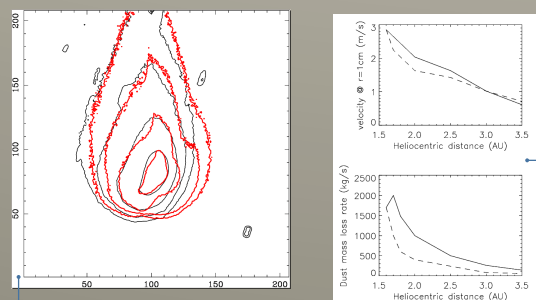 200
150
100
50
50 100 150 200
velocity @ r=1cm (m/s)
3
2
1
0
1.5 2.0 2.5 3.0 3.5
Heliocentric distance (AU)
Dust mass loss rate (kg/s)
2500
2000
1500
1000
500
0
1.5 2.0 2.5 3.0 3.5
Heliocentric distance (AU)